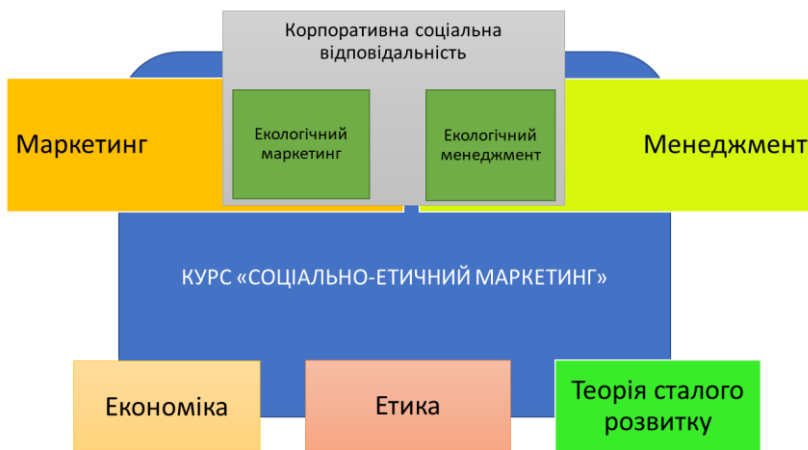 Корпоративна соціальна
відповідальність
Маркетинг
Екологічний
маркетинг
Екологічний
менеджмент
Менеджмент
КУРС «СОЦІАЛЬНО-ЕТИЧНИЙ МАРКЕТИНГ»
Економіка
Етика
Теорія сталого
розвитку